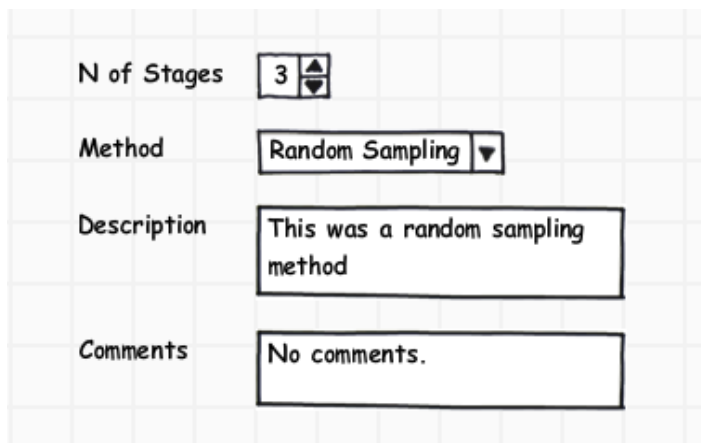 N of Stages 3
Method Random Sampling
Description This was a random sampling
method
Comments No comments.